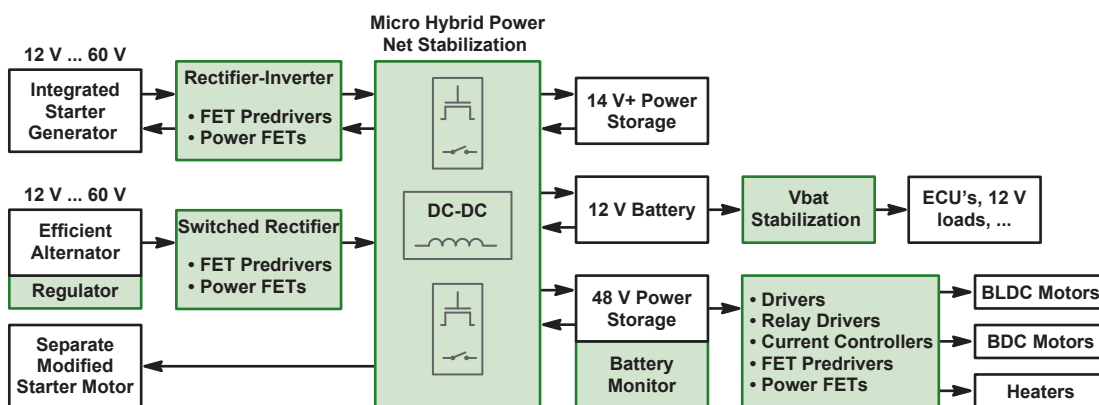 Micro Hybrid Power
Net Stabilization
12 V ... 60 V
Integrated
Starter
Generator
Rectifier-Inverter
• FET Predrivers
• Power FETs
14 V+ Power
Storage
12 V ... 60 V
Efficient
Alternator
Regulator
Switched Rectifier
• FET Predrivers
• Power FETs
DC-DC
12 V Battery
Vbat
Stabilization
ECU's, 12 V
loads, ...
Separate
Modified
Starter Motor
48 V Power
Storage
Battery
Monitor
• Drivers
• Relay Drivers
• Current Controllers
• FET Predrivers
• Power FETs
BLDC Motors
BDC Motors
Heaters